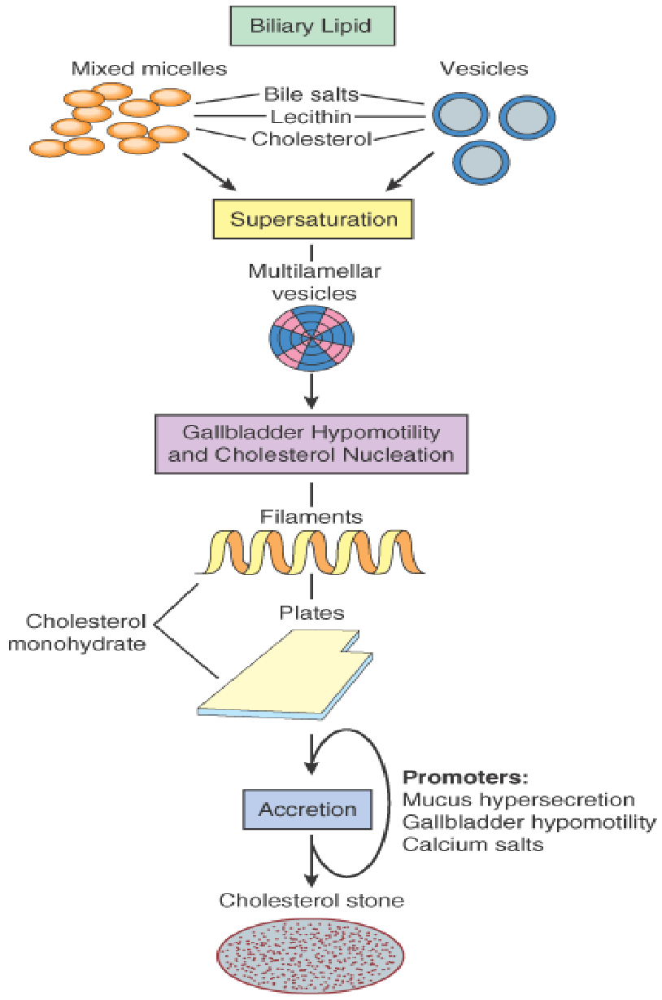 Biliary Lipid
Mixed micelles
Vesicles
Bile salts
Lecithin
Cholesterol
Supersaturation
Multilamellar
vesicles
Gallbladder Hypomotility
and Cholesterol Nucleation
Filaments
Plates
Cholesterol
monohydrate
Promoters:
Mucus hypersecretion
Gallbladder hypomotility
Calcium salts
Accretion
Cholesterol stone